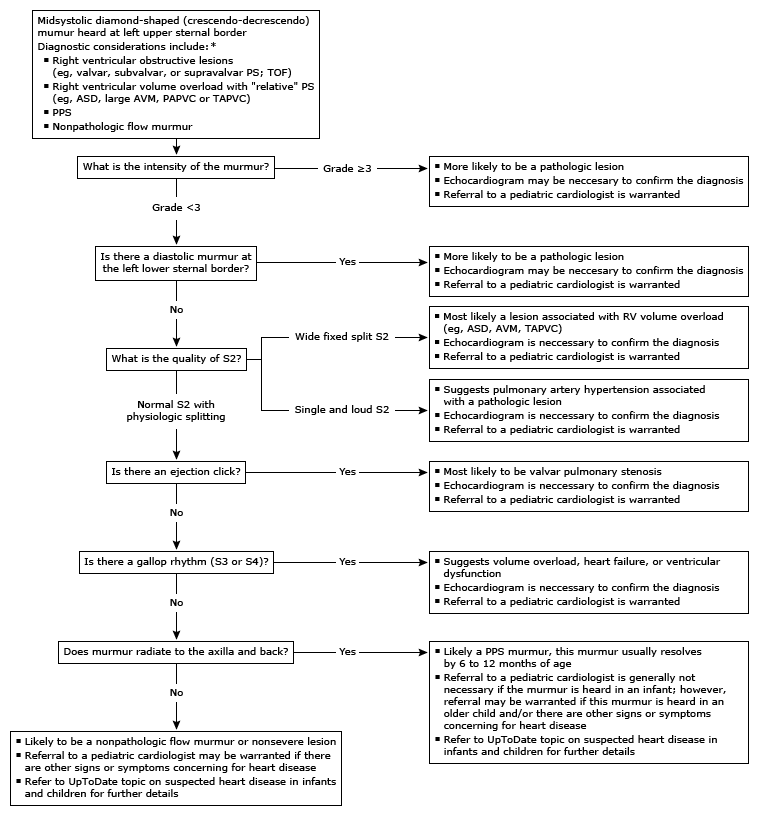 Midsystolic diamond-shaped (crescendo-decrescendo)
mumur heard at left upper sternal border
Diagnostic considerations include:*
▪ Right ventricular obstructive lesions
(eg, valvar, subvalvar, or supravalvar PS; TOF)
▪ Right ventricular volume overload with "relative" PS
(eg, ASD, large AVM, PAPVC or TAPVC)
▪ PPS
▪ Nonpathologic flow murmur
What is the intensity of the murmur?
Grade ≥3
▪ More likely to be a pathologic lesion
▪ Echocardiogram may be neccesary to confirm the diagnosis
▪ Referral to a pediatric cardiologist is warranted
Grade <3
Is there a diastolic murmur at
the left lower sternal border?
Yes
▪ More likely to be a pathologic lesion
▪ Echocardiogram may be neccesary to confirm the diagnosis
▪ Referral to a pediatric cardiologist is warranted
No
What is the quality of S2?
Wide fixed split S2
▪ Most likely a lesion associated with RV volume overload
(eg, ASD, AVM, TAPVC)
▪ Echocardiogram is neccessary to confirm the diagnosis
▪ Referral to a pediatric cardiologist is warranted
Single and loud S2
▪ Suggests pulmonary artery hypertension associated
with a pathologic lesion
▪ Echocardiogram is neccessary to confirm the diagnosis
▪ Referral to a pediatric cardiologist is warranted
Normal S2 with
physiologic splitting
Is there an ejection click?
Yes
▪ Most likely to be valvar pulmonary stenosis
▪ Echocardiogram is neccessary to confirm the diagnosis
▪ Referral to a pediatric cardiologist is warranted
No
Is there a gallop rhythm (S3 or S4)?
Yes
▪ Suggests volume overload, heart failure, or ventricular
dysfunction
▪ Echocardiogram is neccessary to confirm the diagnosis
▪ Referral to a pediatric cardiologist is warranted
No
Does murmur radiate to the axilla and back?
Yes
▪ Likely a PPS murmur, this murmur usually resolves
by 6 to 12 months of age
▪ Referral to a pediatric cardiologist is generally not
necessary if the murmur is heard in an infant; however,
referral may be warranted if this murmur is heard in an
older child and/or there are other signs or symptoms
concerning for heart disease
▪ Refer to UpToDate topic on suspected heart disease in
infants and children for further details
No
▪ Likely to be a nonpathologic flow murmur or nonsevere lesion
▪ Referral to a pediatric cardiologist may be warranted if there
are other signs or symptoms concerning for heart disease
▪ Refer to UpToDate topic on suspected heart disease in infants
and children for further details